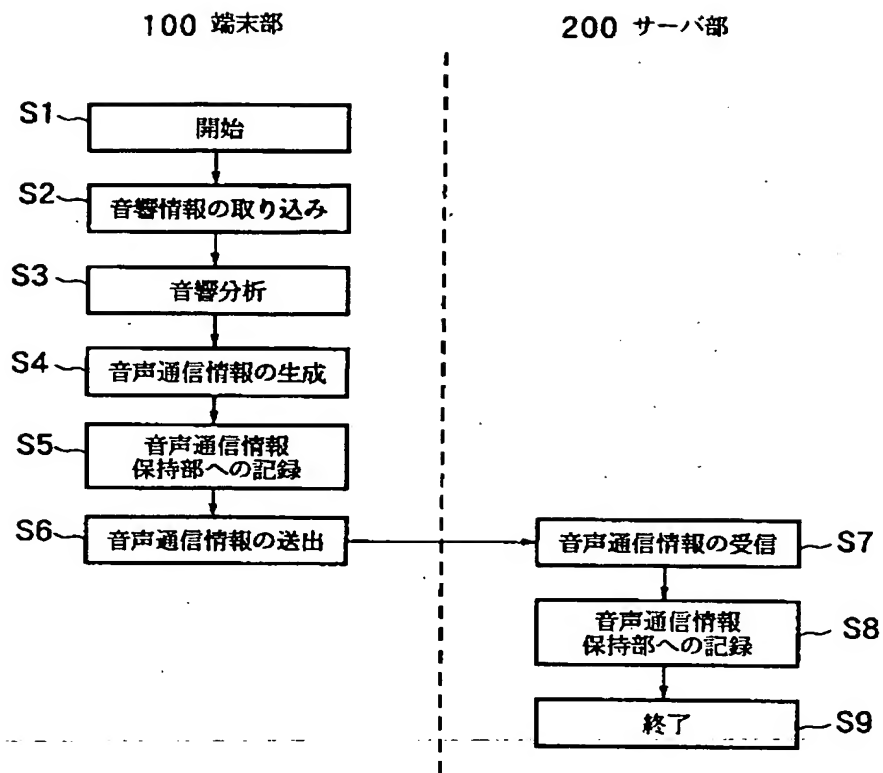 100 端末部
200 サーバ部
S1
開始
S2
音響情報の取り込み
S3
音響分析
S4
音声通信情報の生成
S5
音声通信情報
保持部への記録
S6
音声通信情報の送出
音声通信情報の受信
S7
音声通信情報
保持部への記録
S8
終了
S9